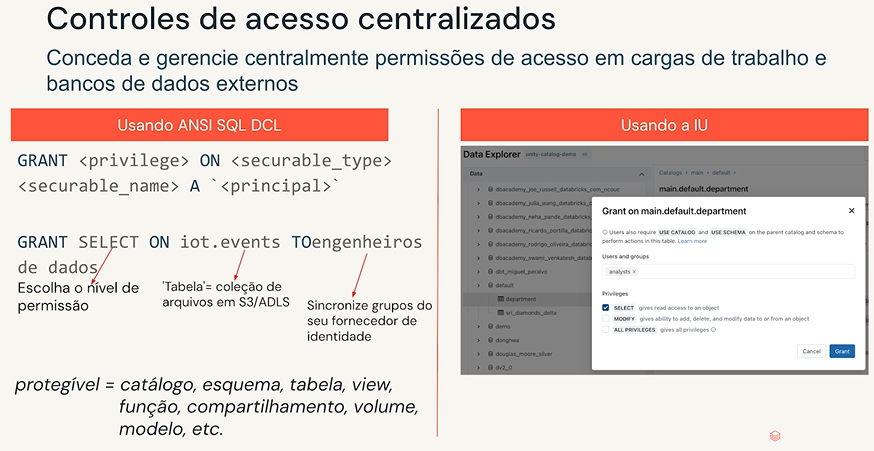 Controles de acesso centralizados
Conceda e gerencie centralmente permissões de acesso em cargas de trabalho e
bancos de dados externos
Usando ANSI SQL DCL
GRANT <privilege> ON <securable_type>
<securable_name> A `<principal>`
GRANT SELECT ON iot.events TOengenheiros
de dados
Escolha o nível de
permissão
'Tabela'= coleção de
arquivos em S3/ADLS
Sincronize grupos do
seu fornecedor de
identidade
protegível = catálogo, esquema, tabela, view,
função, compartilhamento, volume,
modelo, etc.
Usando a IU
Data Explorer unity-catalog-demo
Data
dbacademy_joe_russell_databricks_com_ncouc
dbacademy_julia_wang_databricks_
dbacademy_neha_pande_databricks_
dbacademy_ricardo_portilla_databric
dbacademy_rodrigo_oliveira_databric
dbacademy_swami_venkatesh_datab
dbt_miguel_peralvo
default
department
sri_diamonds_delta
demo
donghwa
douglas_moore_silver
dv2_0
Catalogs › main › default ›
main.default.department
Grant on main.default.department
Users also require USE CATALOG and USE SCHEMA on the parent catalog and schema to
perform actions in this table. Learn more
Users and groups
analysts ×
Privileges
SELECT gives read access to an object
MODIFY gives ability to add, delete, and modify data to or from an object
ALL PRIVILEGES gives all privileges
Cancel Grant